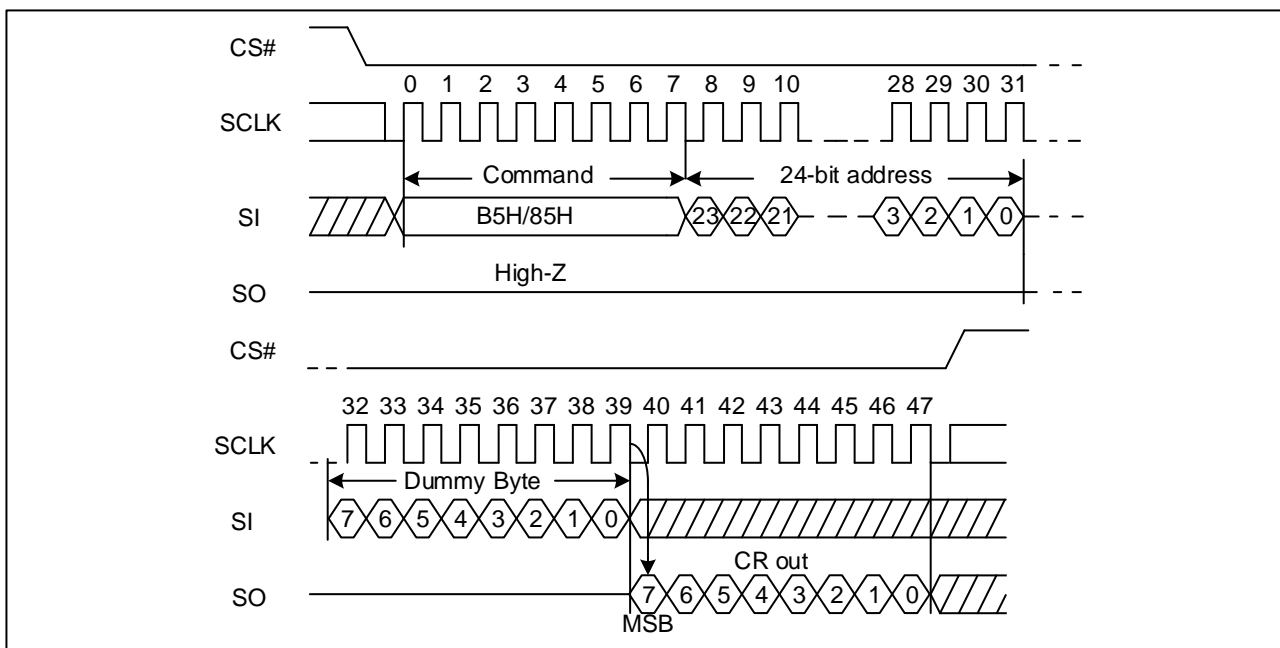 CS#
0 1 2 3 4 5 6 7 8 9 10 28 29 30 31
SCLK
Command 24-bit address
SI B5H/85H 23 22 21 3 2 1 0
High-Z
SO
CS#
32 33 34 35 36 37 38 39 40 41 42 43 44 45 46 47
SCLK
Dummy Byte
SI 7 6 5 4 3 2 1 0
CR out
SO 7 6 5 4 3 2 1 0
MSB